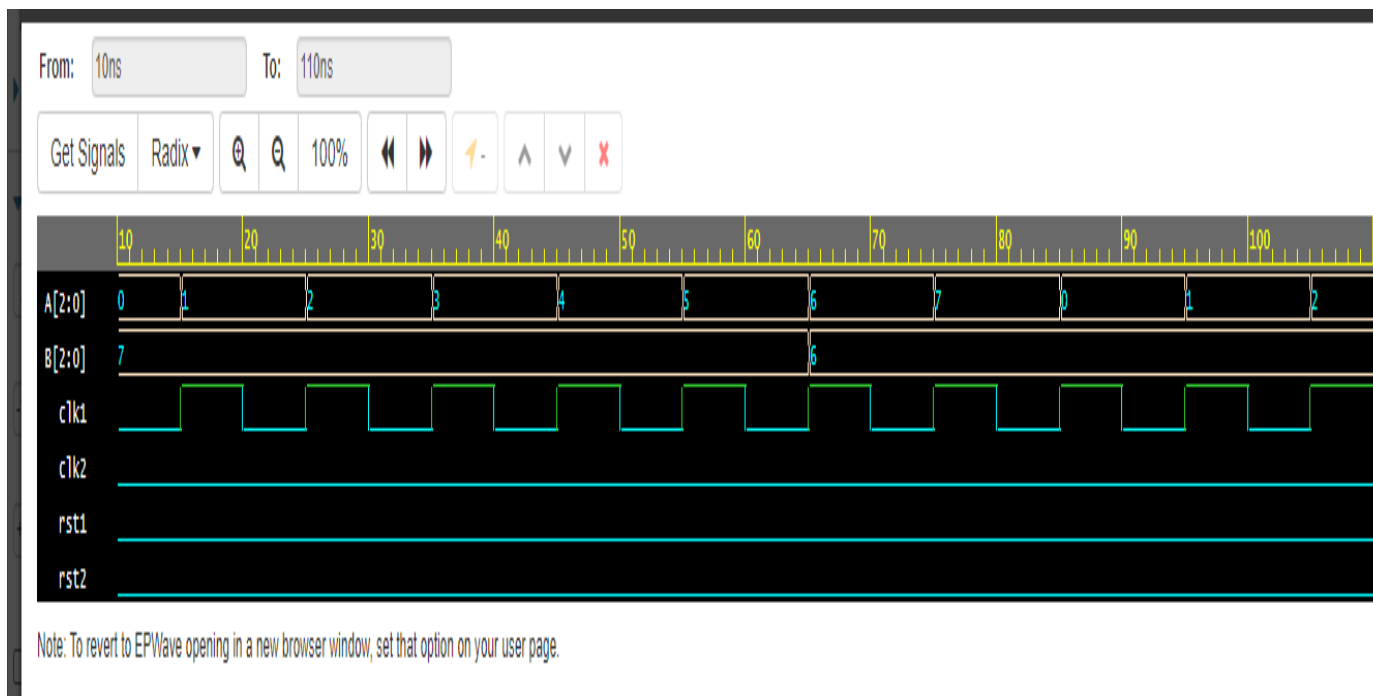 From: 10ns To: 110ns
Get Signals Radix▾ 100% -
10 20 30 40 50 60 70 80 90 100
A[2:0] 0 1 2 3 4 5 6 7 0 1 2
B[2:0] 7 6
clk1
clk2
rst1
rst2
Note: To revert to EPWave opening in a new browser window, set that option on your user page.